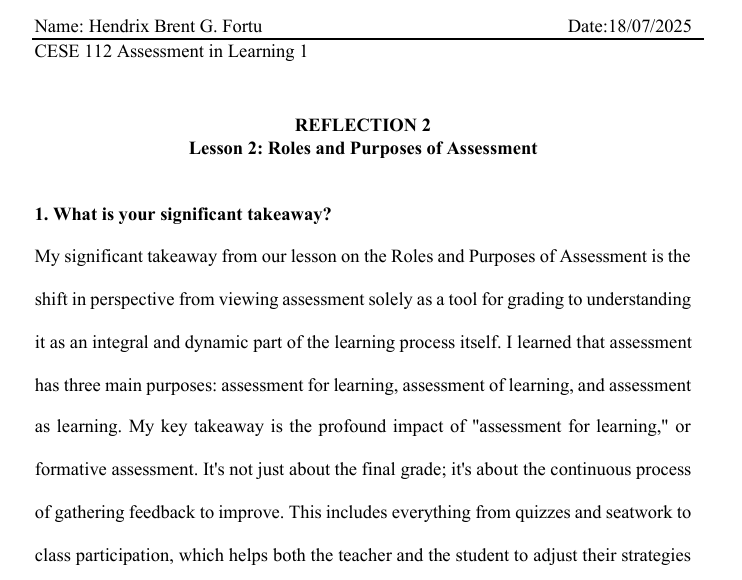 Name: Hendrix Brent G. Fortu Date:18/07/2025
CESE 112 Assessment in Learning 1
REFLECTION 2
Lesson 2: Roles and Purposes of Assessment
1. What is your significant takeaway?
My significant takeaway from our lesson on the Roles and Purposes of Assessment is the
shift in perspective from viewing assessment solely as a tool for grading to understanding
it as an integral and dynamic part of the learning process itself. I learned that assessment
has three main purposes: assessment for learning, assessment of learning, and assessment
as learning. My key takeaway is the profound impact of "assessment for learning," or
formative assessment. It's not just about the final grade; it's about the continuous process
of gathering feedback to improve. This includes everything from quizzes and seatwork to
class participation, which helps both the teacher and the student to adjust their strategies